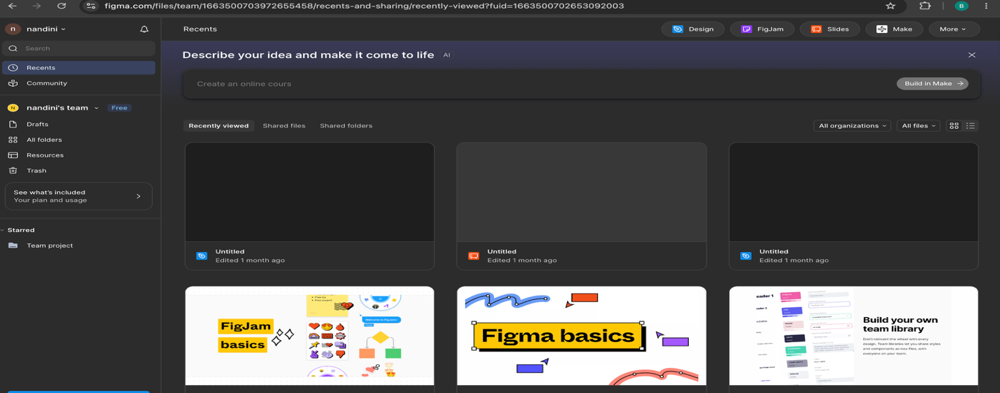 figma.com/files/team/1663500703972655458/recents-and-sharing/recently-viewed?fuid=1663500702653092003
B
n nandini
Search
Recents
Community
N nandini's team Free
Drafts
All folders
Resources
Trash
See what's included
Your plan and usage
Starred
Team project
Recents
Design
FigJam
Slides
Make
More
Describe your idea and make it come to life AI
Create an online cours
Build in Make →
Recently viewed
Shared files
Shared folders
All organizations
All files
Untitled
Edited 1 month ago
Untitled
Edited 1 month ago
Untitled
Edited 1 month ago
FigJam
basics
Welcome to FigJam
Figma basics
Build your own
team library
Don't reinvent the wheel with every
design. Team libraries let you share styles
and components across files, with
everyone on your team.